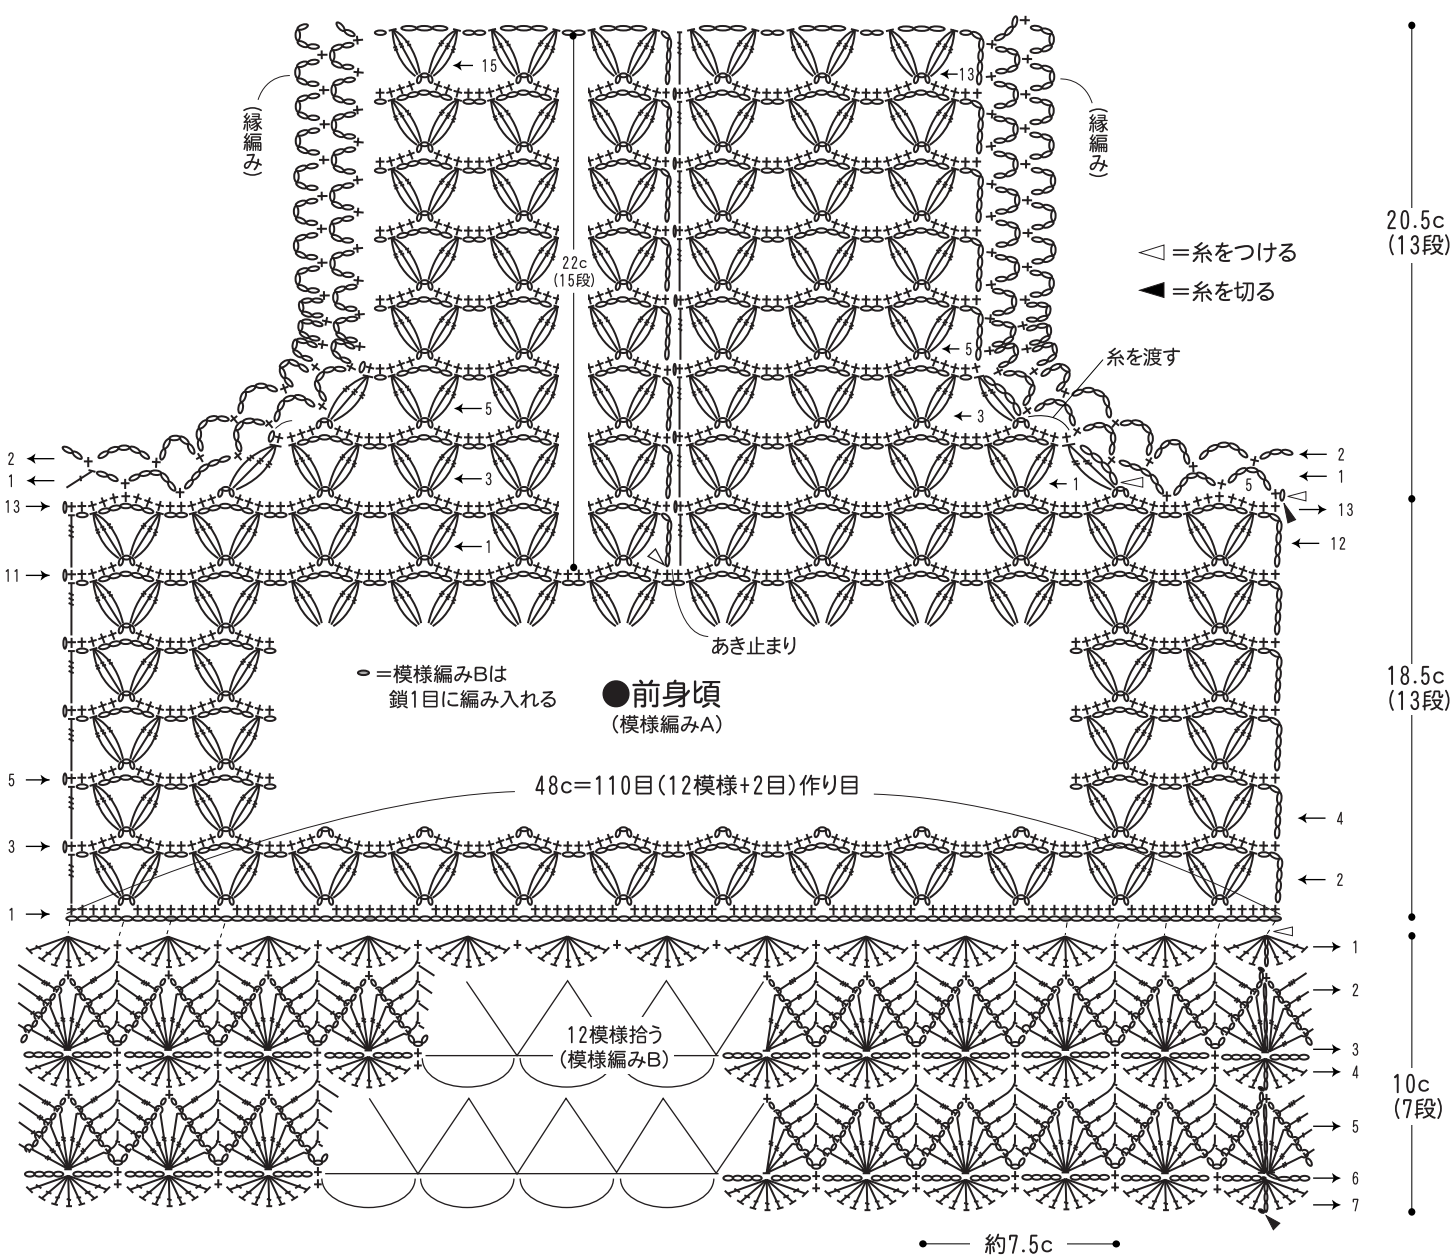 15
13
(縁編み)
(縁編み)
20.5c
(13段)
=糸をつける
22c
(15段)
=糸を切る
5
糸を渡す
5
3
2
1
3
1
2
1
5
13
13
1
12
11
あき止まり
=模様編みBは
鎖1目に編み入れる
●前身頃
(模様編みA)
18.5c
(13段)
5
48c=110目(12模様+2目)作り目
4
3
2
1
1
2
12模様拾う
(模様編みB)
3
4
10c
(7段)
5
6
7
約7.5c